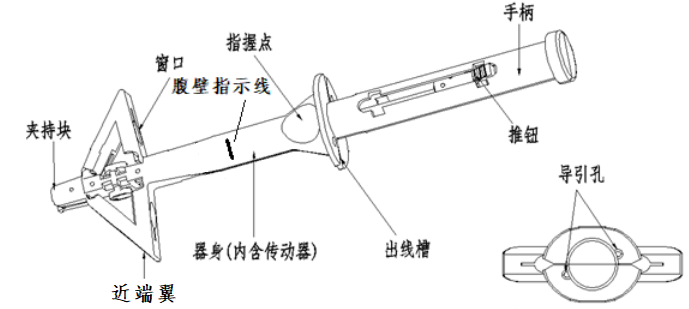 手柄
指握点
窗口
腹壁指示线
夹持块
推钮
导引孔
器身(内含传动器)
出线槽
近端翼